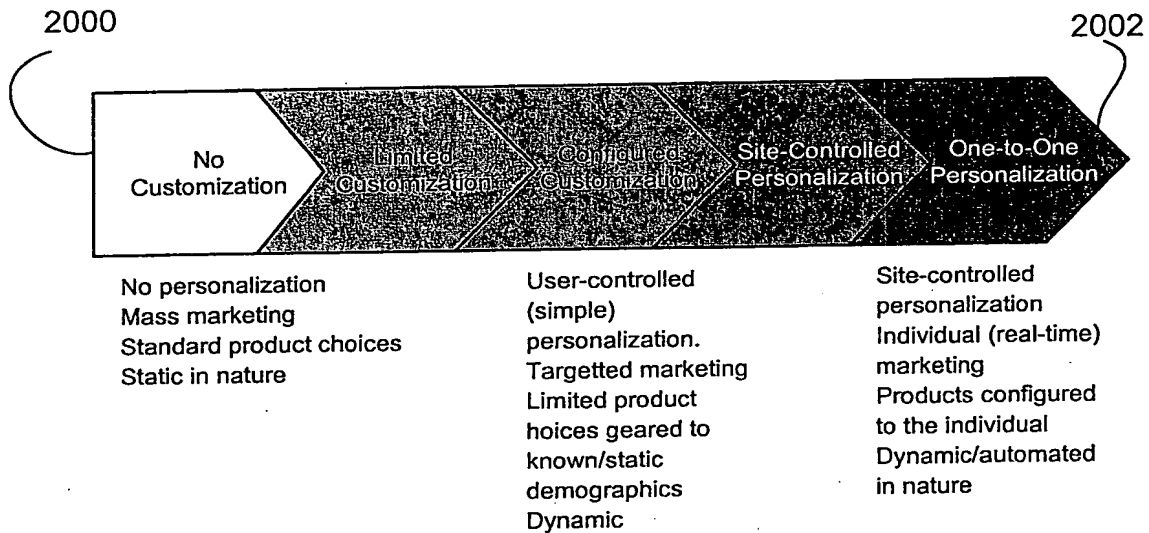 2000
2002
No
Customization
Limited
Customization
Configured
Customization
Site-Controlled
Personalization
One-to-One
Personalization
No personalization
Mass marketing
Standard product choices
Static in nature
User-controlled
(simple)
personalization.
Targetted marketing
Limited product
hoices geared to
known/static
demographics
Dynamic
Site-controlled
personalization
Individual (real-time)
marketing
Products configured
to the individual
Dynamic/automated
in nature